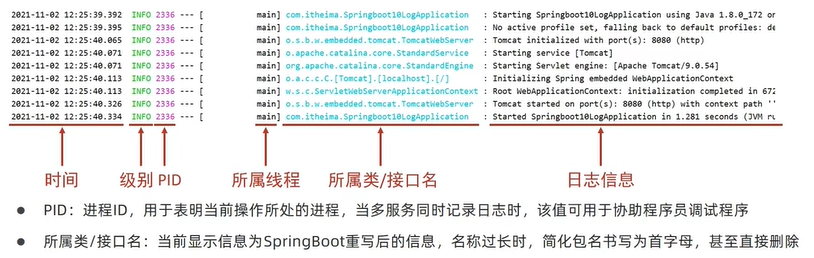 2021-11-02 12:25:39.392 INFO 2336 --- [ main] com.itheima.Springboot10LogApplication : Starting Springboot10LogApplication using Java 1.8.0_172 on
2021-11-02 12:25:39.395 INFO 2336 --- [ main] com.itheima.Springboot10LogApplication : No active profile set, falling back to default profiles: de
2021-11-02 12:25:40.065 INFO 2336 --- [ main] o.s.b.w.embedded.tomcat.TomcatWebServer : Tomcat initialized with port(s): 8080 (http)
2021-11-02 12:25:40.071 INFO 2336 --- [ main] o.apache.catalina.core.StandardService : Starting service [Tomcat]
2021-11-02 12:25:40.071 INFO 2336 --- [ main] org.apache.catalina.core.StandardEngine : Starting Servlet engine: [Apache Tomcat/9.0.54]
2021-11-02 12:25:40.113 INFO 2336 --- [ main] o.a.c.c.C.[Tomcat].[localhost].[/] : Initializing Spring embedded WebApplicationContext
2021-11-02 12:25:40.113 INFO 2336 --- [ main] w.s.c.ServletWebServerApplicationContext : Root WebApplicationContext: initialization completed in 672
2021-11-02 12:25:40.326 INFO 2336 --- [ main] o.s.b.w.embedded.tomcat.TomcatWebServer : Tomcat started on port(s): 8080 (http) with context path ''
2021-11-02 12:25:40.334 INFO 2336 --- [ main] com.itheima.Springboot10LogApplication : Started Springboot10LogApplication in 1.281 seconds (JVM ru
时间 级别 PID 所属线程 所属类/接口名 日志信息
● PID：进程ID，用于表明当前操作所处的进程，当多服务同时记录日志时，该值可用于协助程序员调试程序
● 所属类/接口名：当前显示信息为SpringBoot重写后的信息，名称过长时，简化包名书写为首字母，甚至直接删除